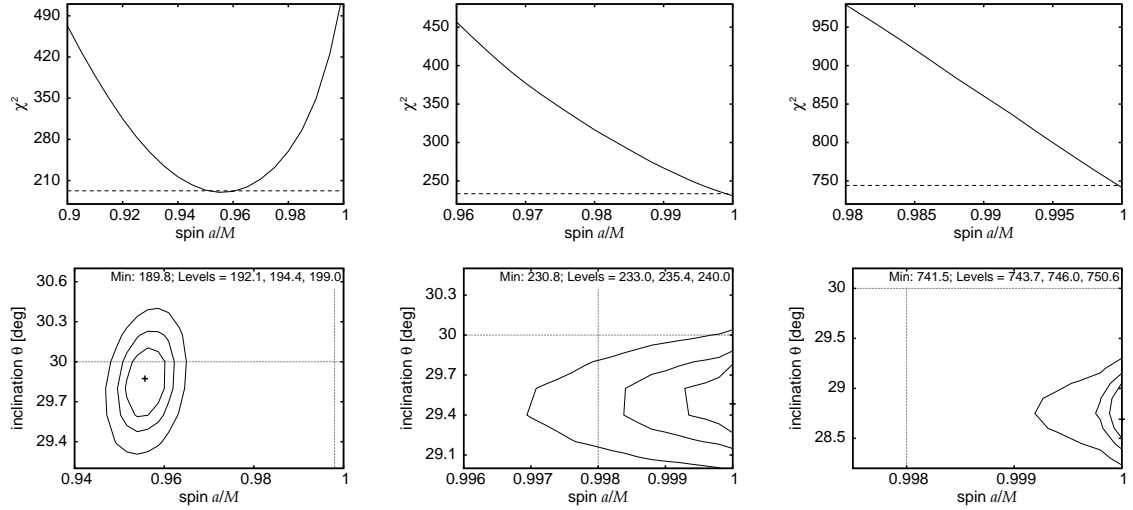 490
420
350
280
210
χ²
0.9 0.92 0.94 0.96 0.98 1
spin a/M
450
400
350
300
250
χ²
0.96 0.97 0.98 0.99 1
spin a/M
950
900
850
800
750
χ²
0.98 0.985 0.99 0.995 1
spin a/M
Min: 189.8; Levels = 192.1, 194.4, 199.0
30.6
30.3
30
29.7
29.4
inclination θ [deg]
0.94 0.96 0.98 1
spin a/M
Min: 230.8; Levels = 233.0, 235.4, 240.0
30.3
30
29.7
29.4
29.1
inclination θ [deg]
0.996 0.997 0.998 0.999 1
spin a/M
Min: 741.5; Levels = 743.7, 746.0, 750.6
30
29.5
29
28.5
inclination θ [deg]
0.998 0.999 1
spin a/M